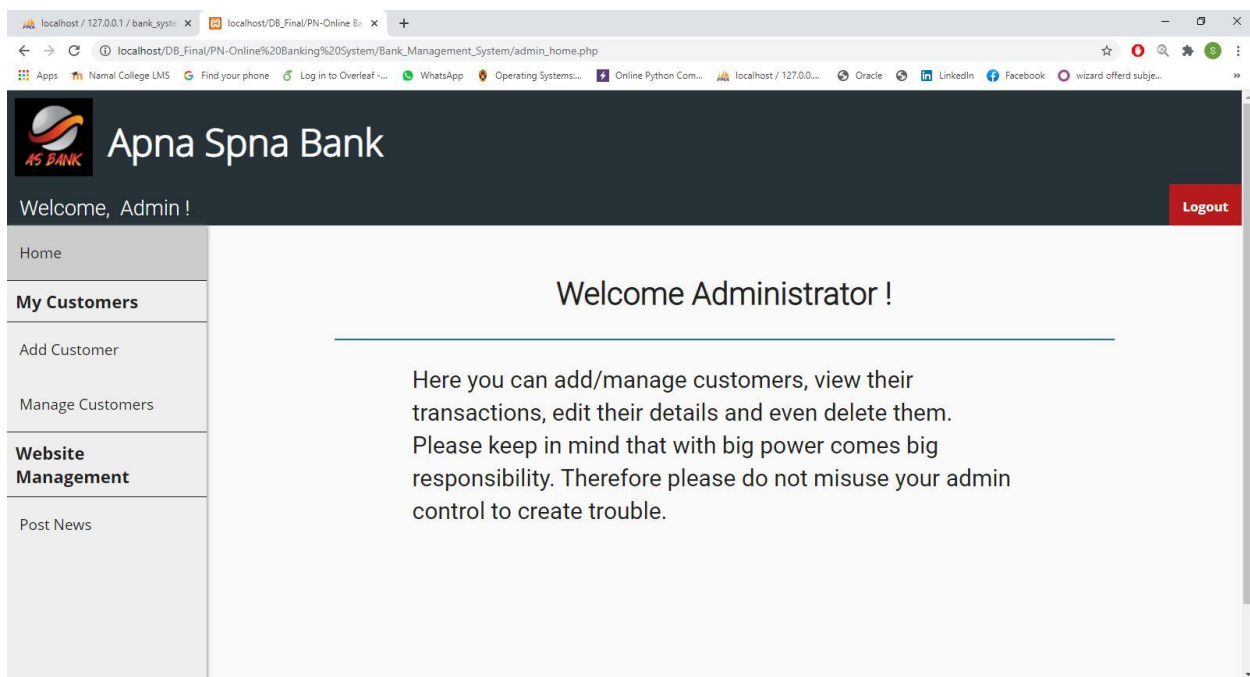 localhost / 127.0.0.1 / bank_syste
localhost/DB_Final/PN-Online Ba
localhost/DB_Final/PN-Online%20Banking%20System/Bank_Management_System/admin_home.php
Apps
Namal College LMS
Find your phone
Log in to Overleaf -...
WhatsApp
Operating Systems:...
Online Python Com...
localhost / 127.0.0....
Oracle
LinkedIn
Facebook
wizard offerd subje...
»
S
AS BANK
Apna Spna Bank
Welcome, Admin !
Logout
Home
My Customers
Add Customer
Manage Customers
Website
Management
Post News
Welcome Administrator !
Here you can add/manage customers, view their
transactions, edit their details and even delete them.
Please keep in mind that with big power comes big
responsibility. Therefore please do not misuse your admin
control to create trouble.